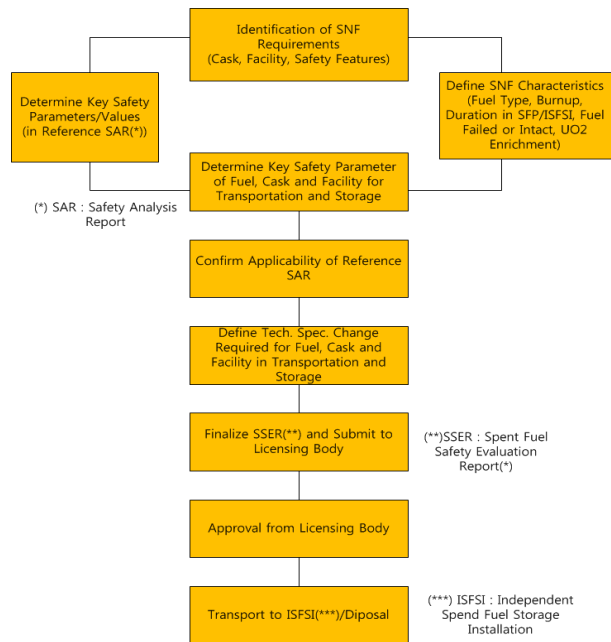 Identification of SNF
Requirements
(Cask, Facility, Safety Features)
Determine Key Safety
Parameters/Values
(in Reference SAR(*))
Define SNF Characteristics
(Fuel Type, Burnup,
Duration in SFP/ISFSI, Fuel
Failed or Intact, UO2
Enrichment)
Determine Key Safety Parameter
of Fuel, Cask and Facility for
Transportation and Storage
(*) SAR : Safety Analysis
Report
Confirm Applicability of Reference
SAR
Define Tech. Spec. Change
Required for Fuel, Cask and
Facility in Transportation and
Storage
Finalize SSER(**) and Submit to
Licensing Body
(**)SSER : Spent Fuel
Safety Evaluation
Report(*)
Approval from Licensing Body
Transport to ISFSI(***)/Diposal
(***) ISFSI : Independent
Spend Fuel Storage
Installation